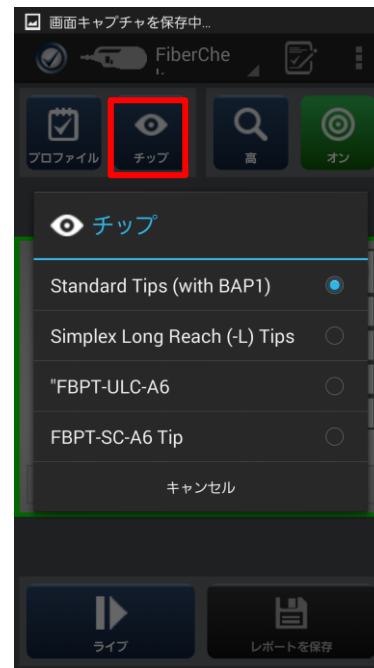 画面キャプチャを保存中...
FiberChe
プロファイル
チップ
高
オン
チップ
Standard Tips (with BAP1)
Simplex Long Reach (-L) Tips
"FBPT-ULC-A6
FBPT-SC-A6 Tip
キャンセル
ライブ
レポートを保存